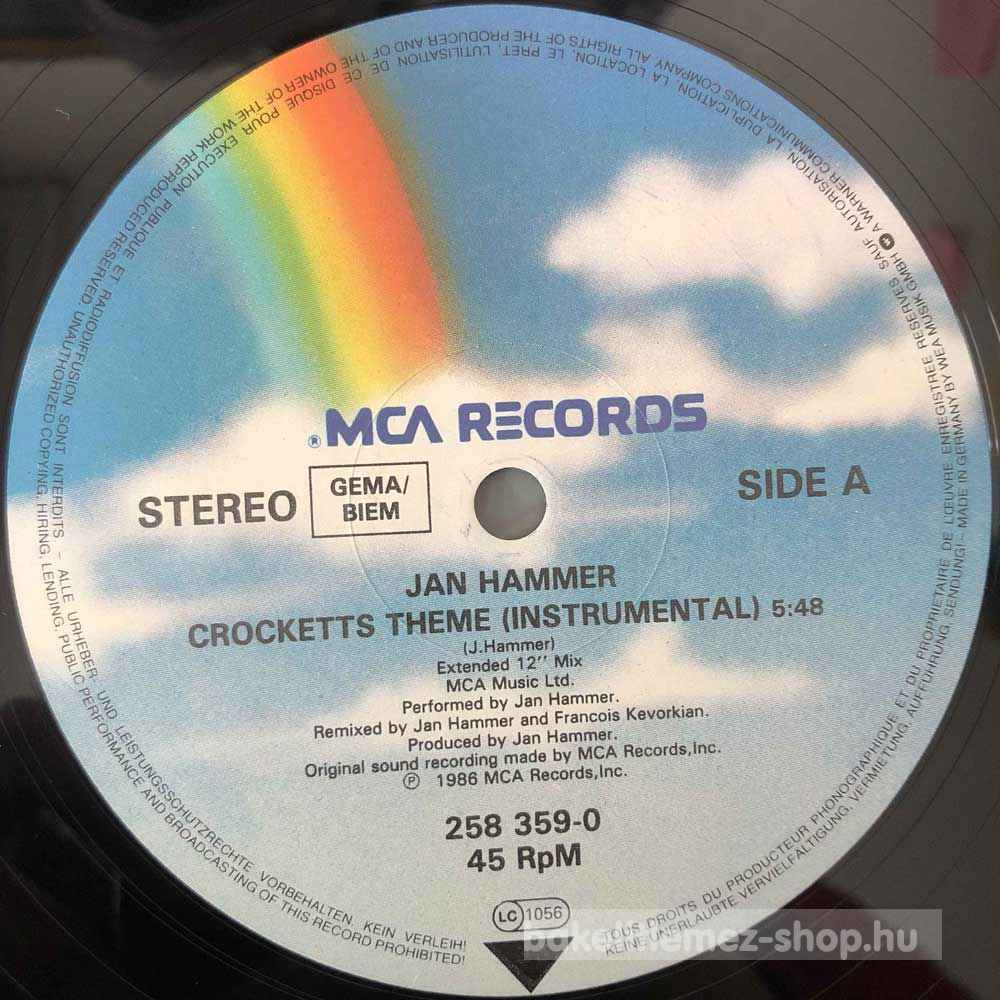 ® MCA RECORDS
STEREO
GEMA/
BIEM
SIDE A
JAN HAMMER
CROCKETTS THEME (INSTRUMENTAL) 5:48
(J.Hammer)
Extended 12'' Mix
MCA Music Ltd.
Performed by Jan Hammer.
Remixed by Jan Hammer and Francois Kevorkian.
Produced by Jan Hammer.
Original sound recording made by MCA Records,Inc.
℗ 1986 MCA Records,Inc.
258 359-0
45 RpM
LC 1056
TOUS DROITS DU PRODUCTEUR PHONOGRAPHIQUE ET DU PROPRIETAIRE DE L'ŒUVRE ENREGISTREE RESERVES SAUF AUTORISATION, LA DUPLICATION, LA LOCATION, LE PRET, L'UTILISATION DE CE DISQUE POUR EXECUTION PUBLIQUE ET RADIODIFFUSION SONT INTERDITS – ALLE URHEBER- UND LEISTUNGSSCHUTZRECHTE VORBEHALTEN. KEIN VERLEIH!
KEINE UNERLAUBTE VERVIELFÄLTIGUNG, VERMIETUNG, AUFFÜHRUNG, SENDUNG! – MADE IN GERMANY BY WEA MUSIK GMBH A WARNER COMMUNICATIONS COMPANY ALL RIGHTS OF THE PRODUCER AND OF THE OWNER OF THE WORK REPRODUCED RESERVED. UNAUTHORIZED COPYING, HIRING, LENDING, PUBLIC PERFORMANCE AND BROADCASTING OF THIS RECORD PROHIBITED!
bakelitlemez-shop.hu